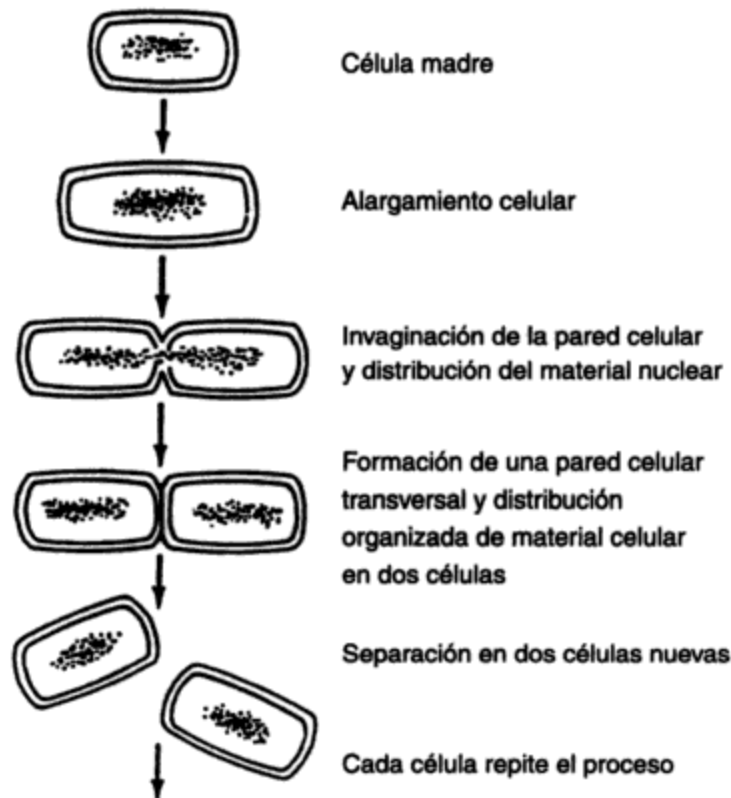 Célula madre
Alargamiento celular
Invaginación de la pared celular
y distribución del material nuclear
Formación de una pared celular
transversal y distribución
organizada de material celular
en dos células
Separación en dos células nuevas
Cada célula repite el proceso